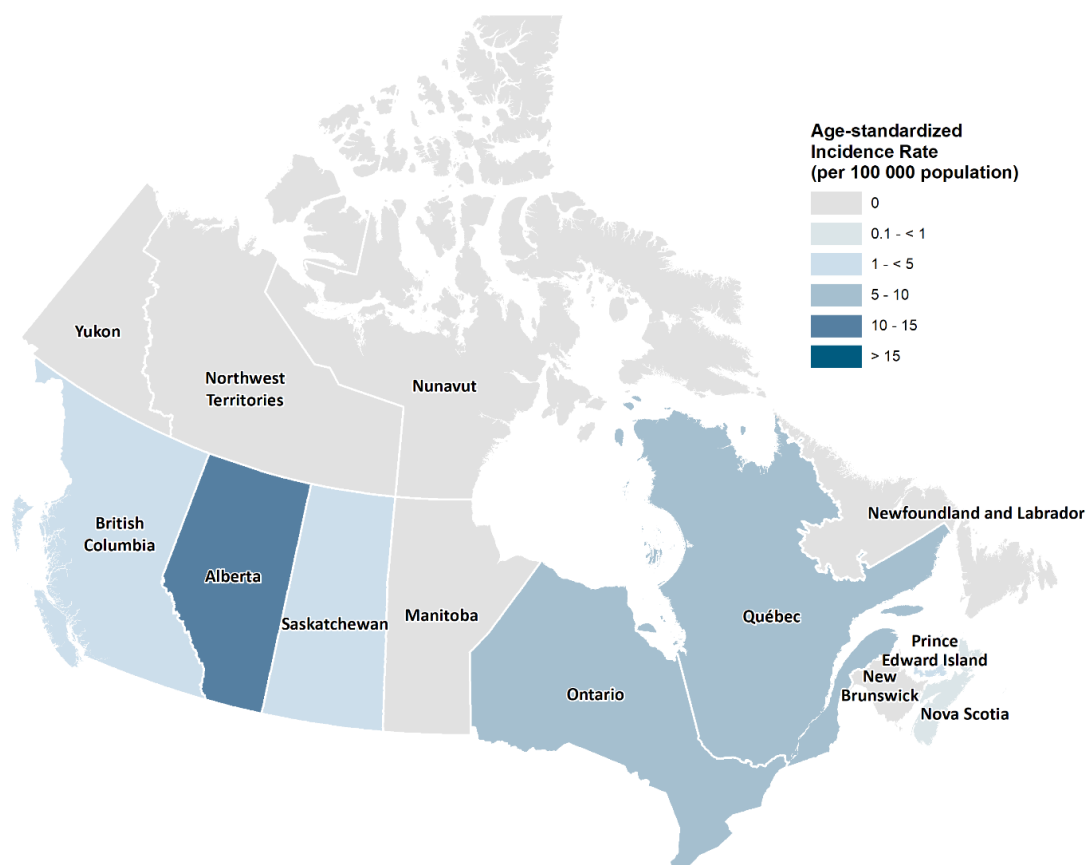 Age-standardized
Incidence Rate
(per 100 000 population)
0
0.1 - < 1
1 - < 5
5 - 10
10 - 15
> 15
Yukon
Northwest
Territories
Nunavut
British
Columbia
Alberta
Saskatchewan
Manitoba
Ontario
Québec
Newfoundland and Labrador
Prince
Edward Island
New
Brunswick
Nova Scotia